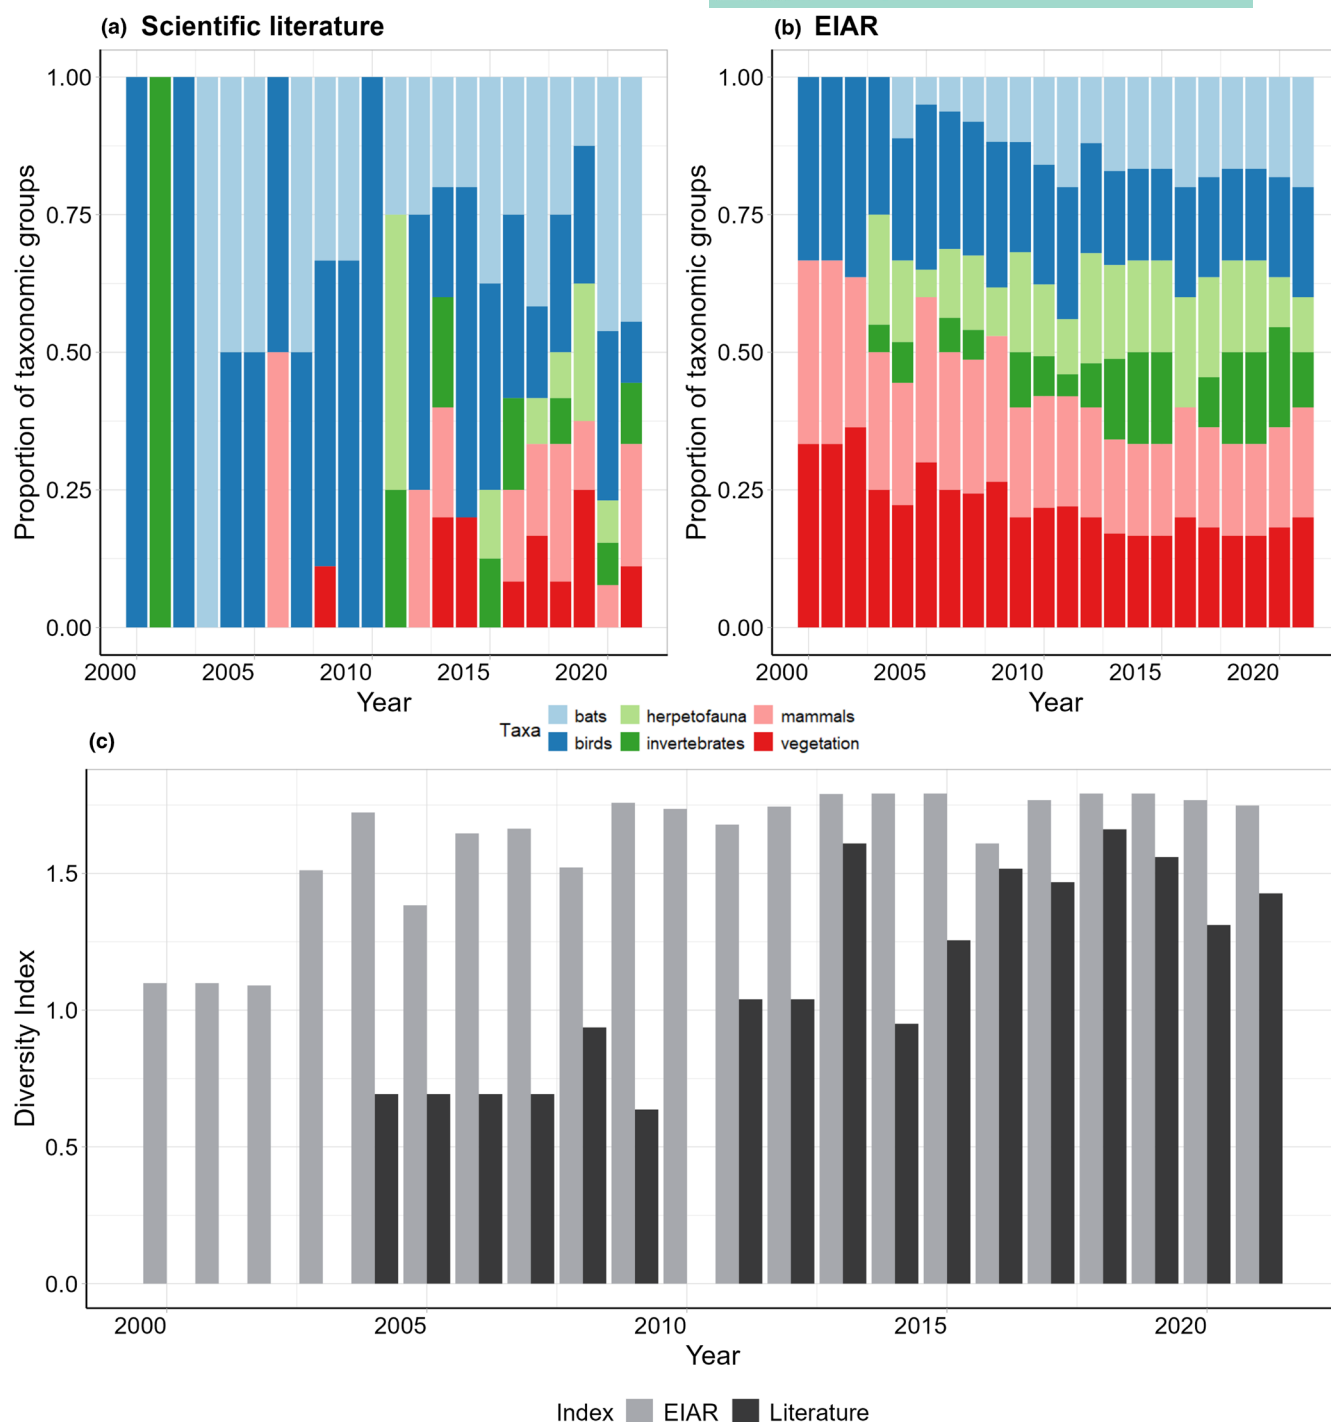 (a) Scientific literature
(b) EIAR
Proportion of taxonomic groups
1.00
0.75
0.50
0.25
0.00
2000 2005 2010 2015 2020
Year
Proportion of taxonomic groups
1.00
0.75
0.50
0.25
0.00
2000 2005 2010 2015 2020
Year
Taxa
bats herpetofauna mammals
birds invertebrates vegetation
(c)
Diversity Index
1.5
1.0
0.5
0.0
2000 2005 2010 2015 2020
Year
Index EIAR Literature